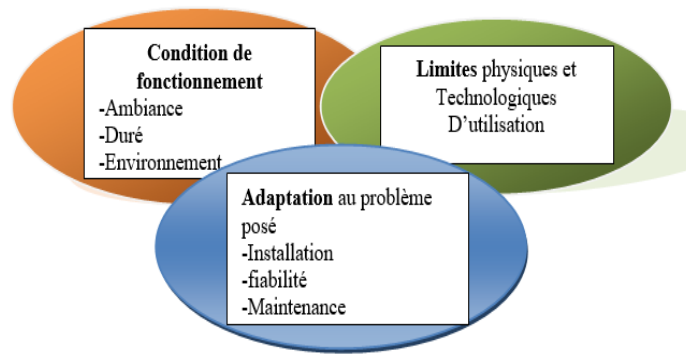 Condition de
fonctionnement
-Ambiance
-Duré
-Environnement
Limites physiques et
Technologiques
D’utilisation
Adaptation au problème
posé
-Installation
-fiabilité
-Maintenance